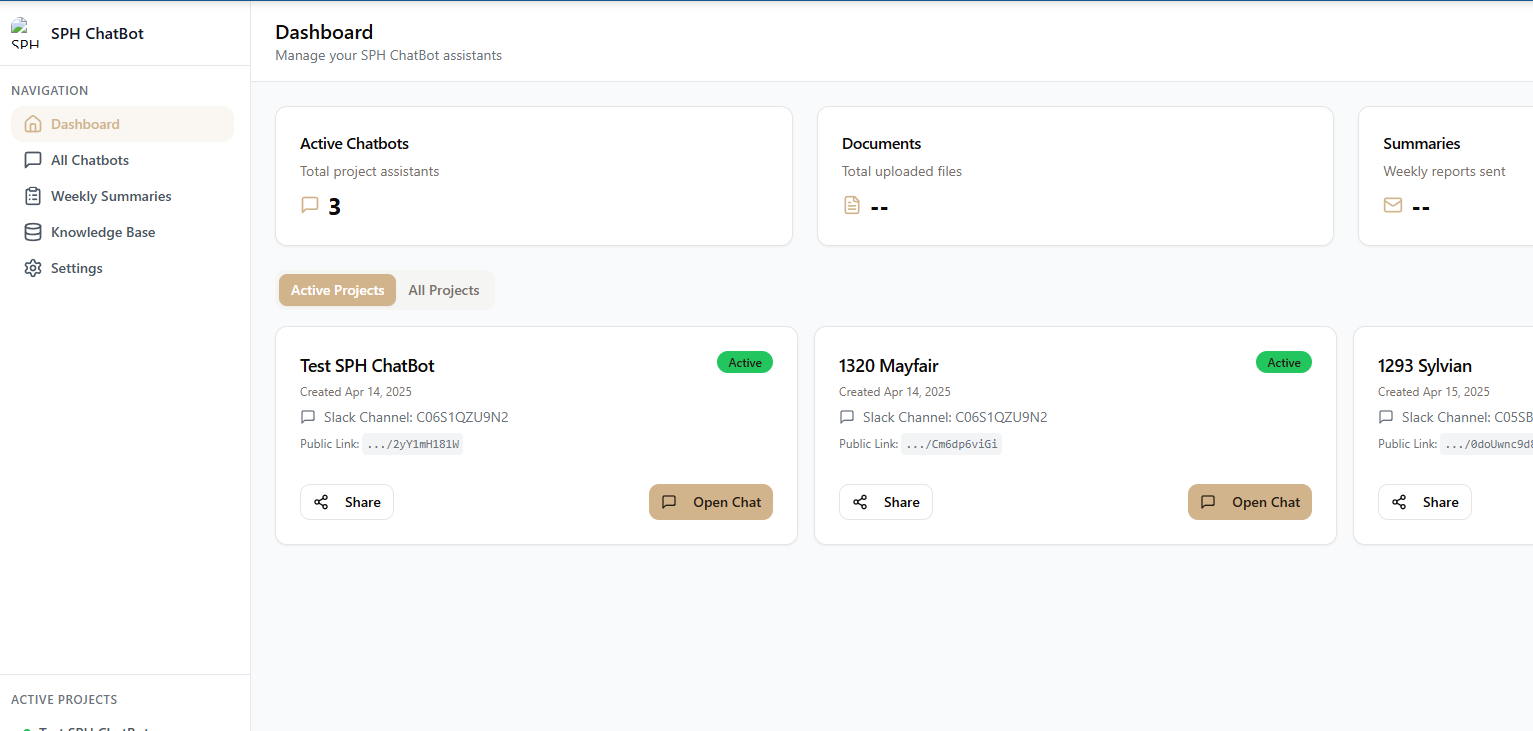 SPH
SPH ChatBot
NAVIGATION
Dashboard
All Chatbots
Weekly Summaries
Knowledge Base
Settings
ACTIVE PROJECTS
Test SPH ChatBot
Dashboard
Manage your SPH ChatBot assistants
Active Chatbots
Total project assistants
3
Documents
Total uploaded files
--
Summaries
Weekly reports sent
--
Active Projects
All Projects
Test SPH ChatBot
Active
Created Apr 14, 2025
Slack Channel: C06S1QZU9N2
Public Link: .../2yY1mH181W
Share
Open Chat
1320 Mayfair
Active
Created Apr 14, 2025
Slack Channel: C06S1QZU9N2
Public Link: .../Cm6dp6viGi
Share
Open Chat
1293 Sylvian
Created Apr 15, 2025
Slack Channel: C05SB
Public Link: .../0doUwnc9d8
Share